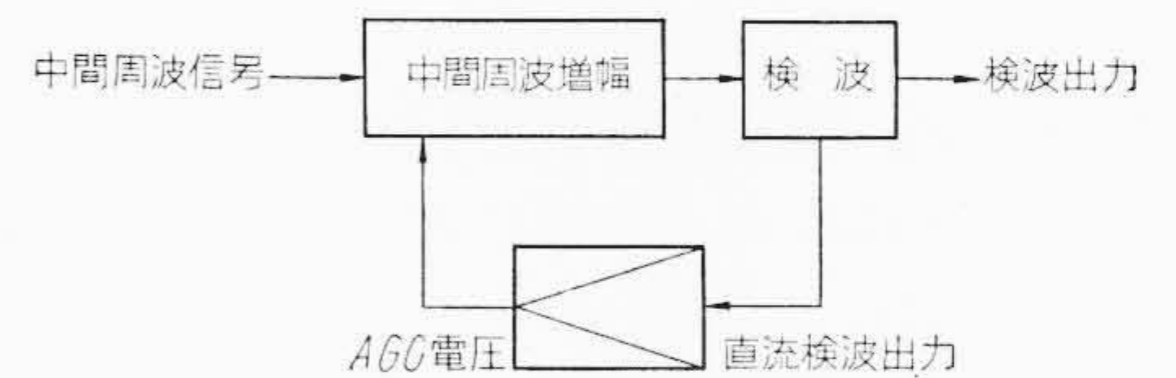 中間周波信号
中間周波増幅
検 波
検波出力
AGC電圧
直流検波出力